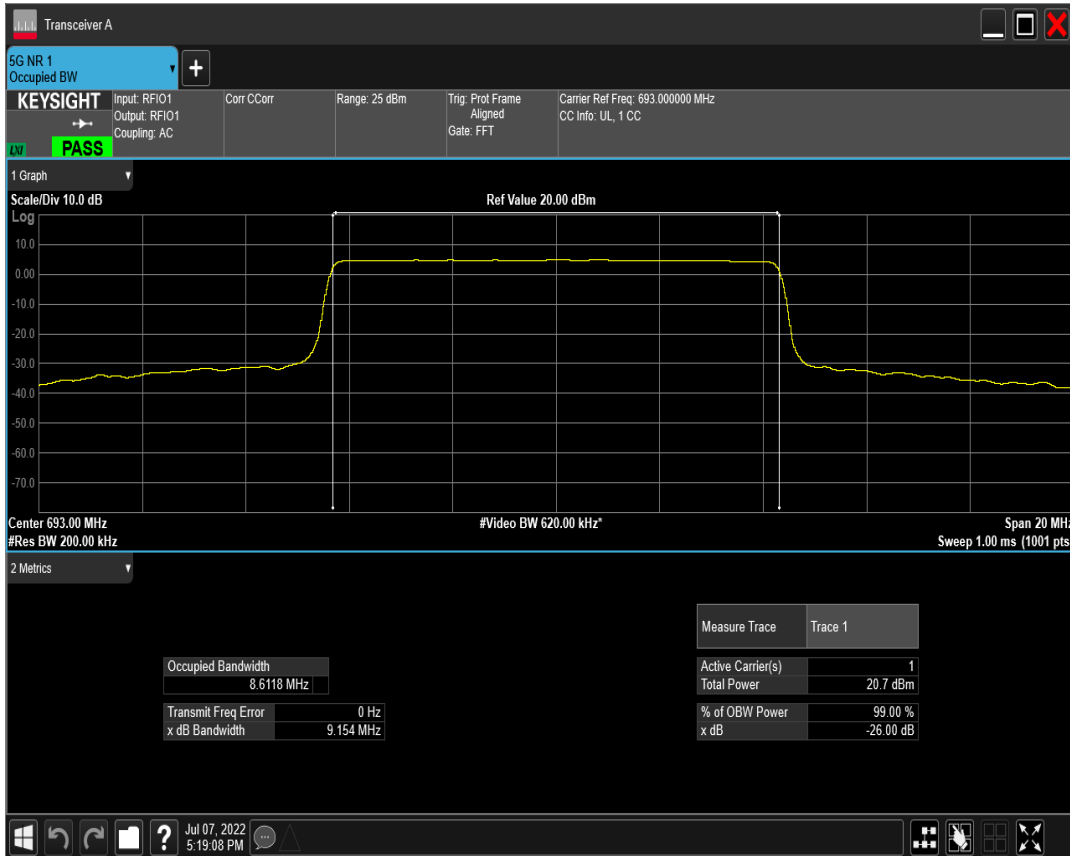 Transceiver A
5G NR 1
Occupied BW
+
KEYSIGHT
LXI
PASS
Input: RFIO1
Output: RFIO1
Coupling: AC
Corr CCorr
Range: 25 dBm
Trig: Prot Frame
Aligned
Gate: FFT
Carrier Ref Freq: 693.000000 MHz
CC Info: UL, 1 CC
1 Graph
Scale/Div 10.0 dB
Ref Value 20.00 dBm
Log
10.0
0.00
-10.0
-20.0
-30.0
-40.0
-50.0
-60.0
-70.0
Center 693.00 MHz
#Video BW 620.00 kHz*
Span 20 MHz
#Res BW 200.00 kHz
Sweep 1.00 ms (1001 pts
2 Metrics
Measure Trace Trace 1
Occupied Bandwidth
8.6118 MHz
Active Carrier(s) 1
Total Power 20.7 dBm
Transmit Freq Error 0 Hz
x dB Bandwidth 9.154 MHz
% of OBW Power 99.00 %
x dB -26.00 dB
?
Jul 07, 2022
5:19:08 PM